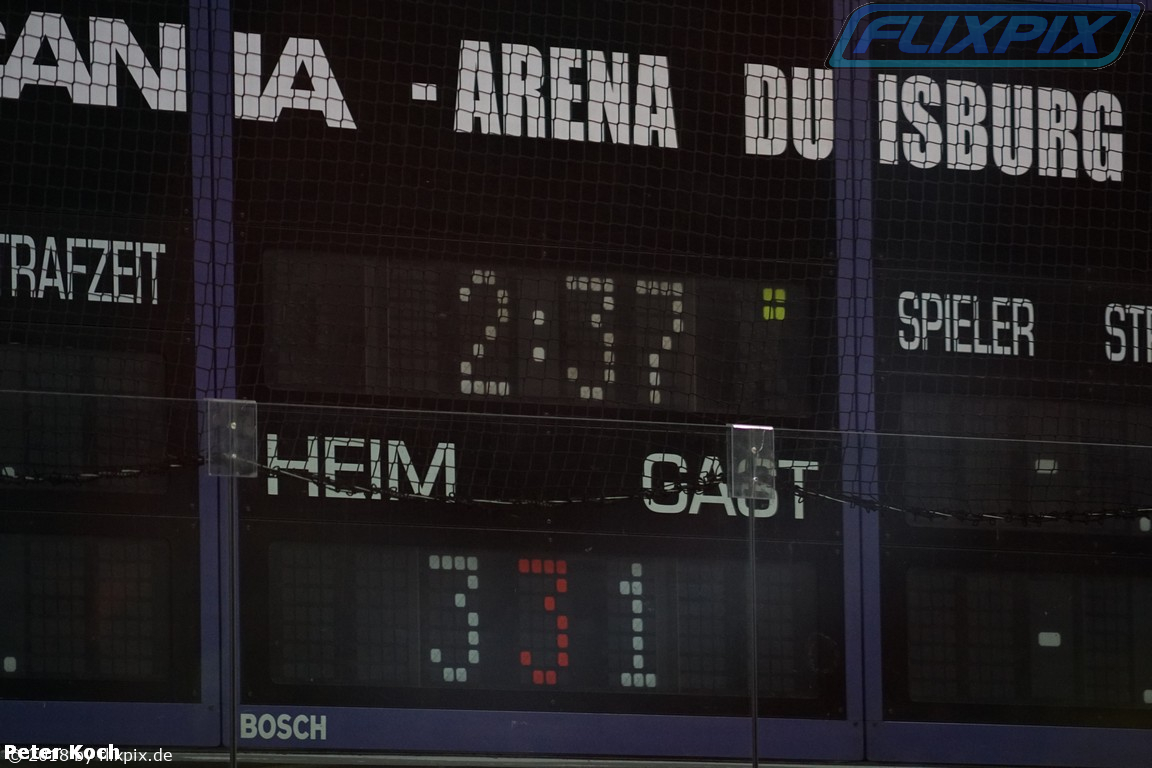 FLIXPIX
TANIA - ARENA DUISBURG
TRAFZEIT
2:37
SPIELER STR
HEIM GAST
3 3 1
BOSCH
Peter Koch
© 2018 by flixpix.de